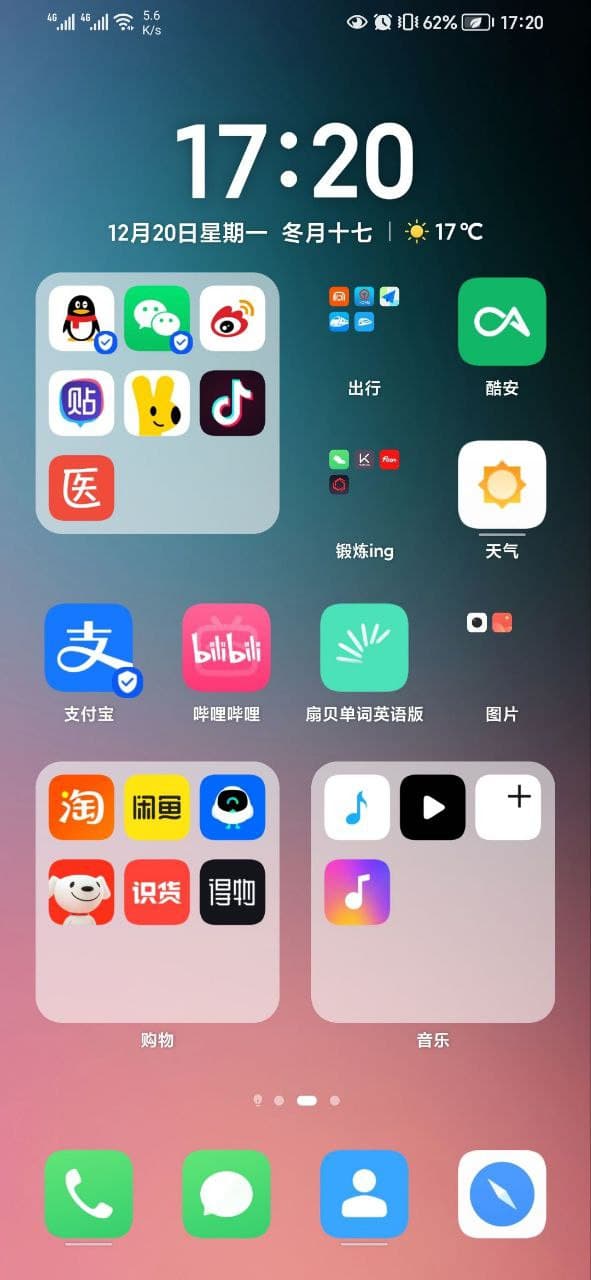 4G 4G 5.6 K/s 62% 17:20
17:20
12月20日星期一 冬月十七 17℃
贴
医
出行
酷安
锻炼ing
天气
支
bilibili
支付宝
哔哩哔哩
扇贝单词英语版
图片
淘 闲鱼
识货 得物
购物
音乐